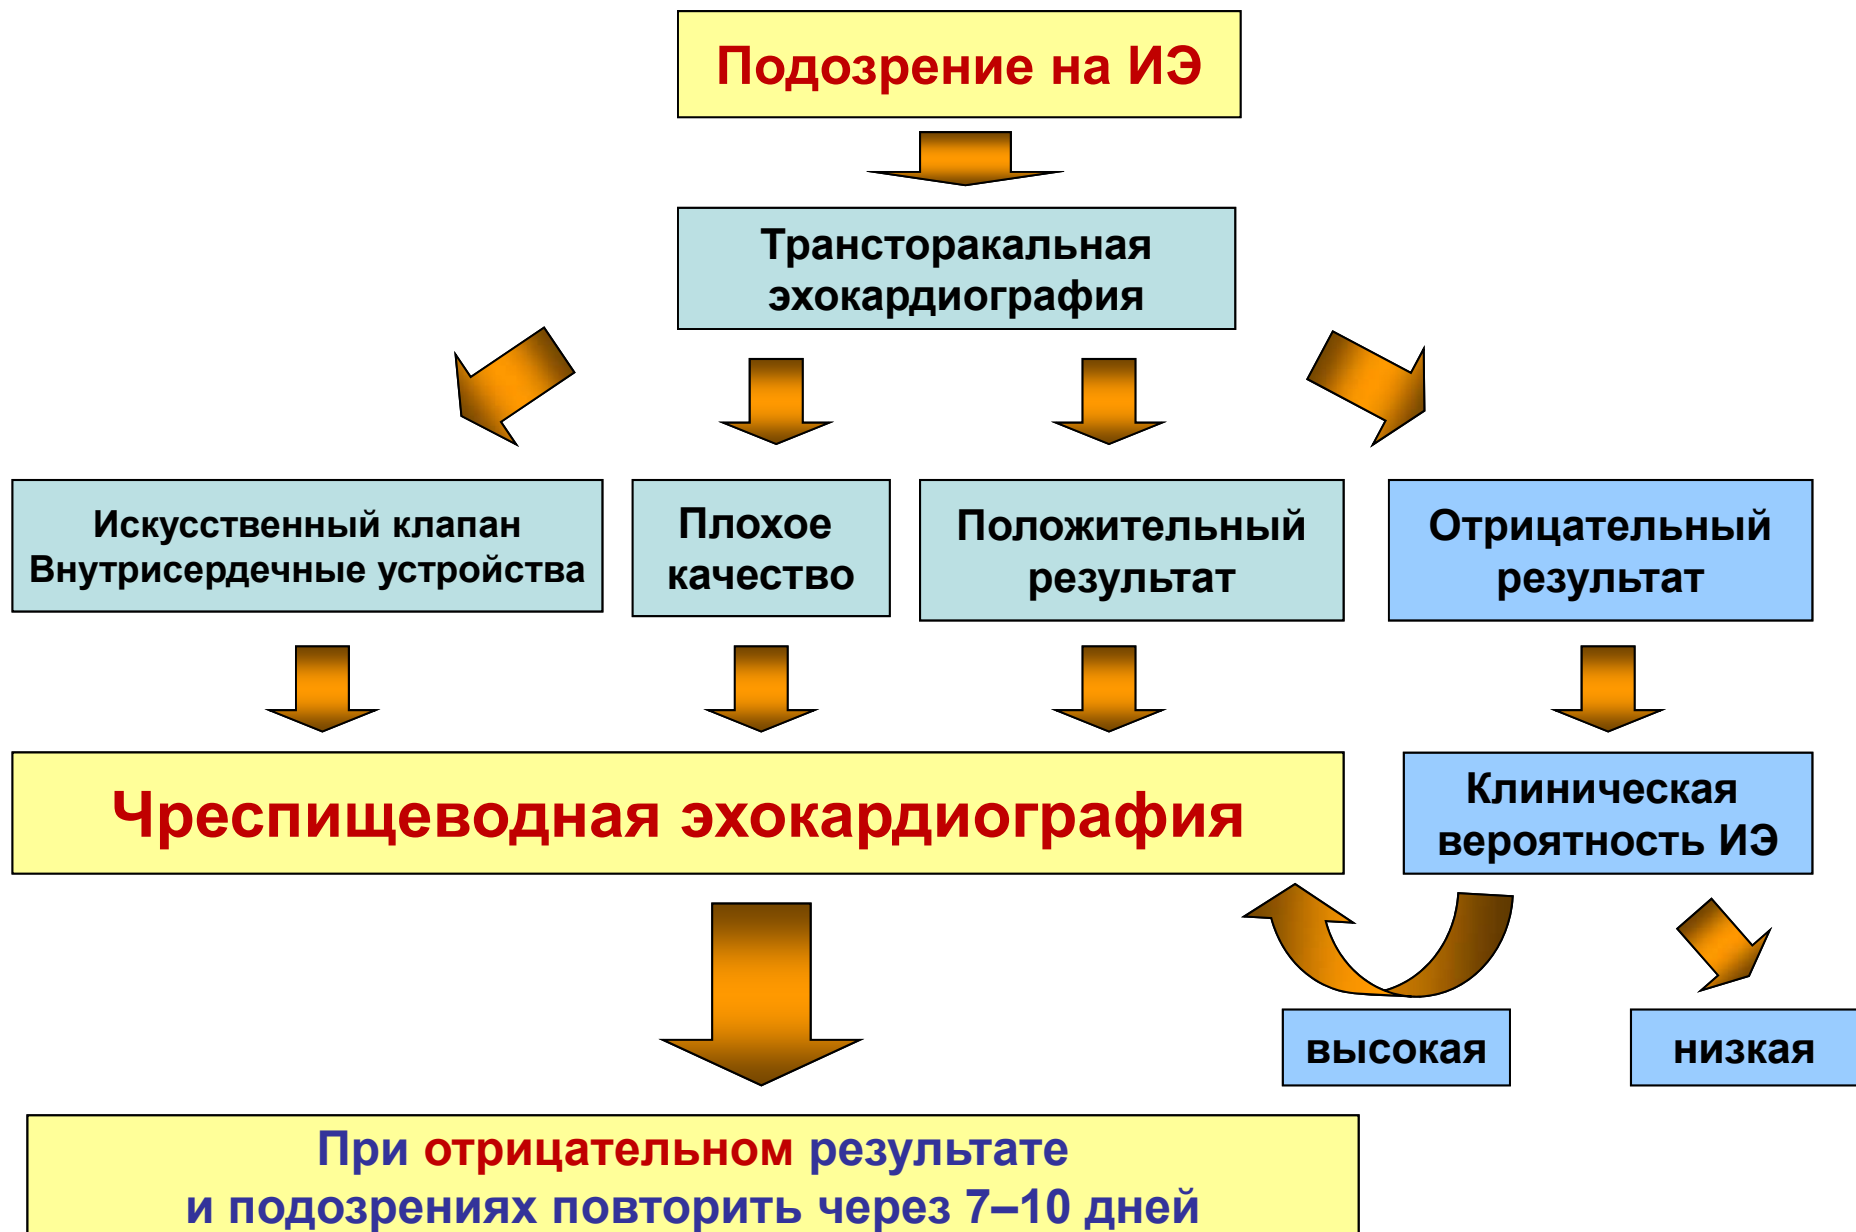 Подозрение на ИЭ
Трансторакальная
эхокардиография
Искусственный клапан
Внутрисердечные устройства
Плохое
качество
Положительный
результат
Отрицательный
результат
Чреспищеводная эхокардиография
Клиническая
вероятность ИЭ
высокая
низкая
При отрицательном результате
и подозрениях повторить через 7–10 дней